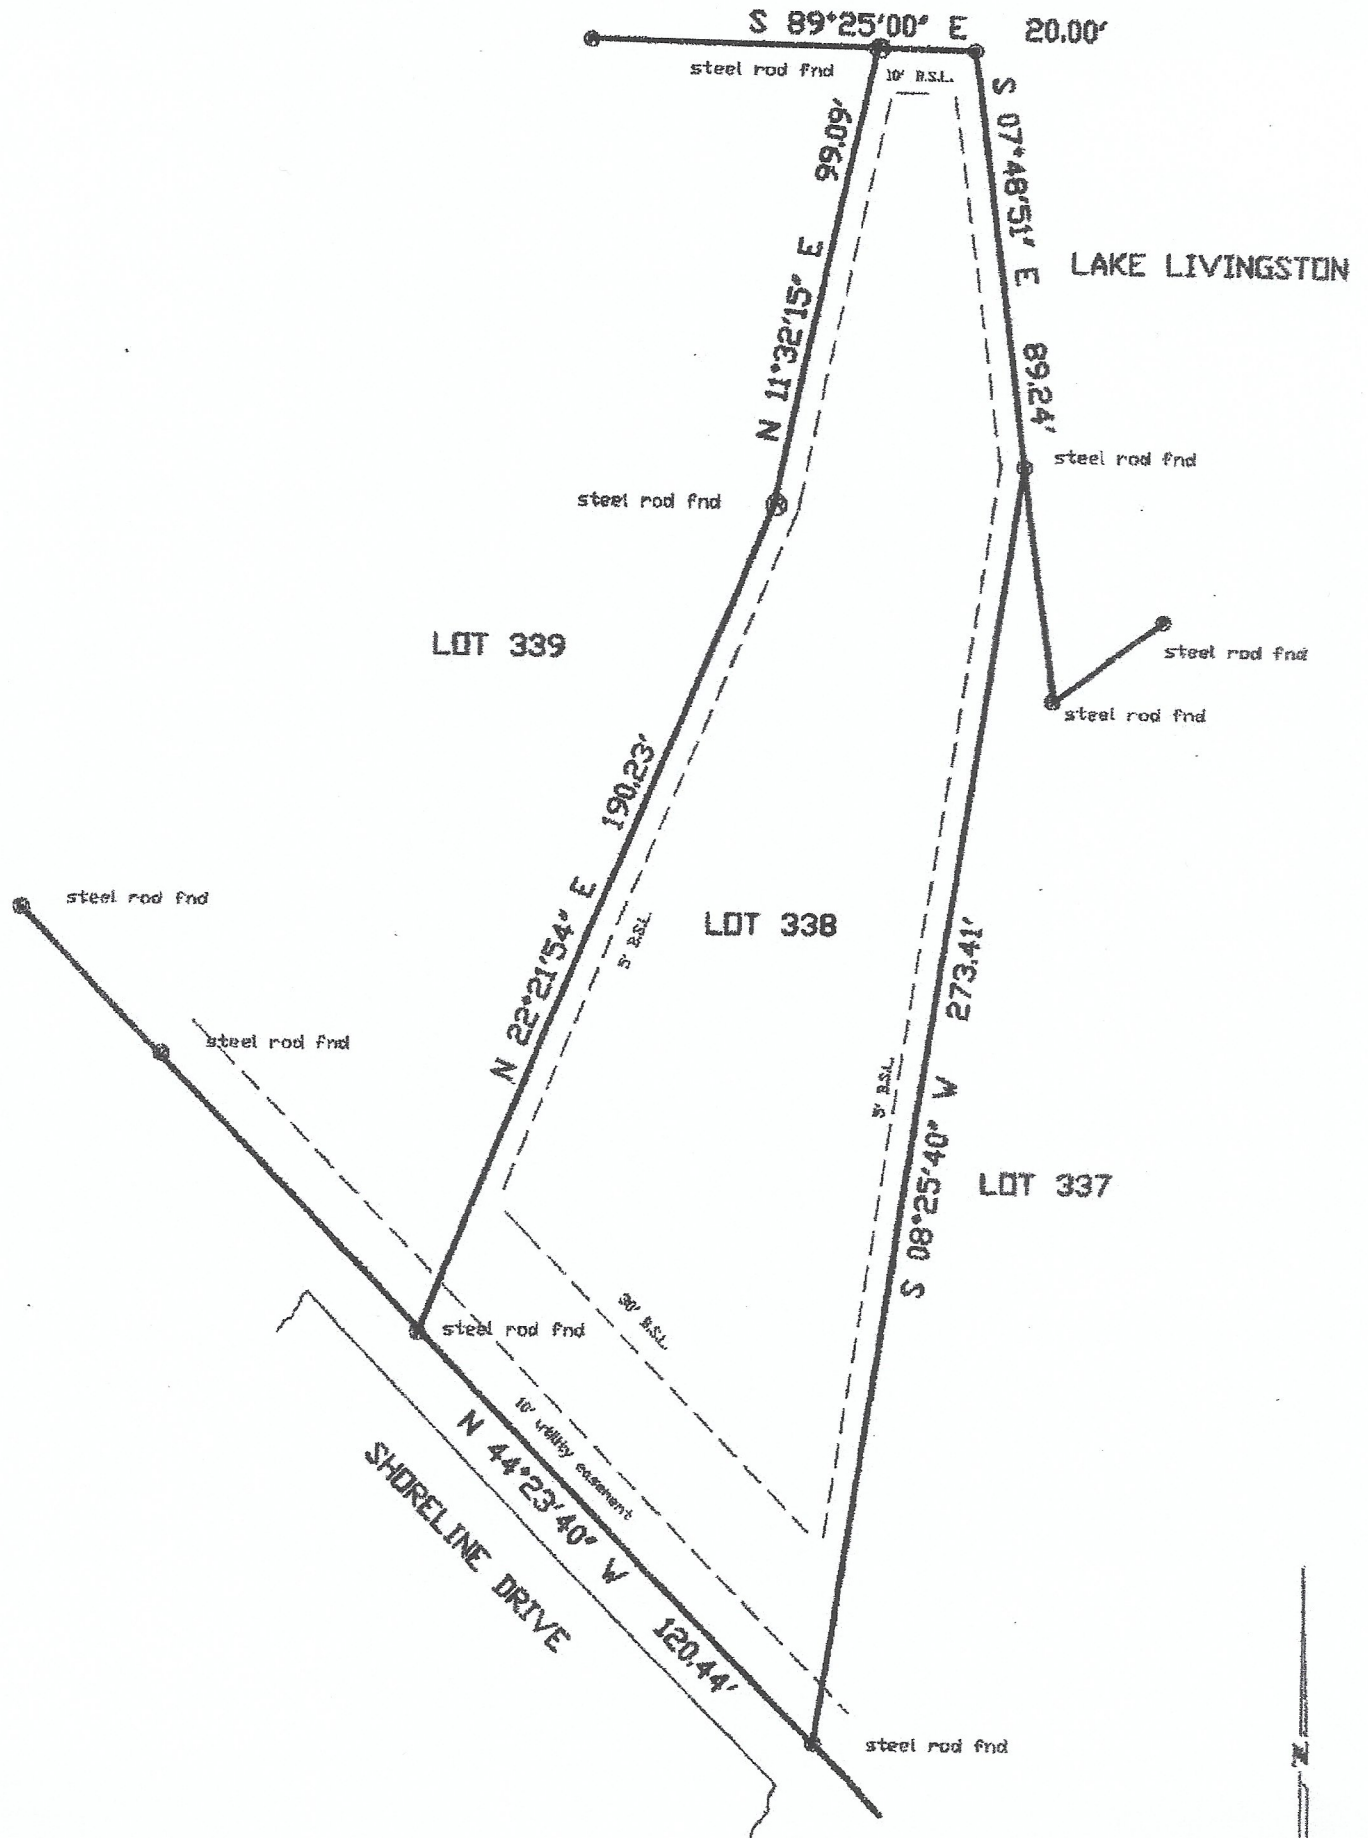 S 89°25'00" E 20.00'
steel rod fnd
10' B.S.L.
99.09'
N 11°32'15" E
S 07°48'51" E 89.24'
LAKE LIVINGSTON
steel rod fnd
steel rod fnd
LOT 339
steel rod fnd
steel rod fnd
N 22°21'54" E 190.23'
5' B.S.L.
LOT 338
S 08°25'40" W 273.41'
5' B.S.L.
steel rod fnd
steel rod fnd
LOT 337
30' B.S.L.
steel rod fnd
10' utility easement
N 44°23'40" W 120.44'
SHORELINE DRIVE
steel rod fnd
N